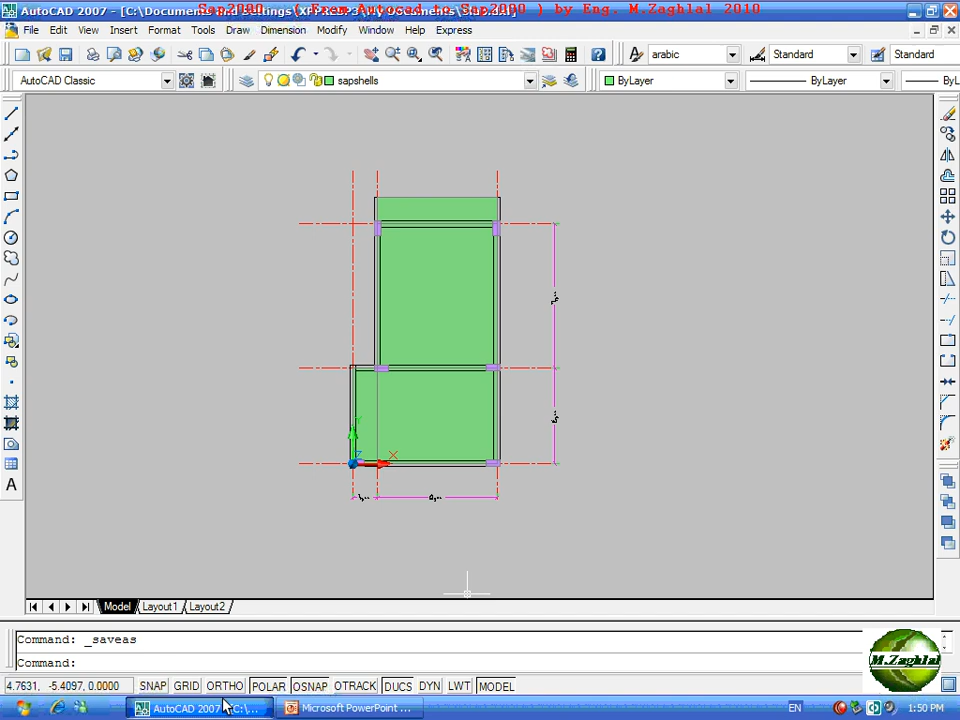 Sap2000 ( From Autocad to Sap2000 ) by Eng. M.Zaghlal 2010
AutoCAD 2007 - [C:\Documents and Settings\
File Edit View Insert Format Tools Draw Dimension Modify Window Help Express
arabic Standard Standard
AutoCAD Classic sapshells ByLayer ByLayer ByL
X
Model Layout1 Layout2
Command: _saveas
Command:
M.Zaghlal
4.7631, -5.4097, 0.0000 SNAP GRID ORTHO POLAR OSNAP OTRACK DUCS DYN LWT MODEL
AutoCAD 2007 - [C:\... Microsoft PowerPoint ... EN 1:50 PM